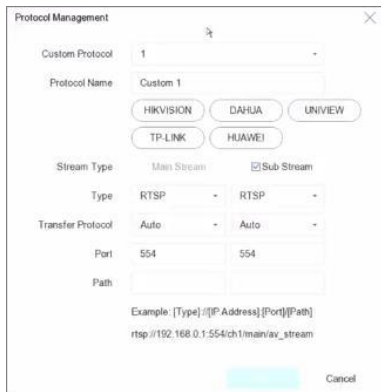 Protocol Management
Custom Protocol 1
Protocol Name Custom 1
HIKVISION DAHUA UNIVIEW
TP-LINK HUAWEI
Stream Type Main Stream Sub Stream
Type RTSP RTSP
Transfer Protocol Auto Auto
Port 554 554
Path
Example: [Type]://[IP Address]:[Port]/[Path]
rtsp://192.168.0.1:554/ch1/main/av_stream
Cancel